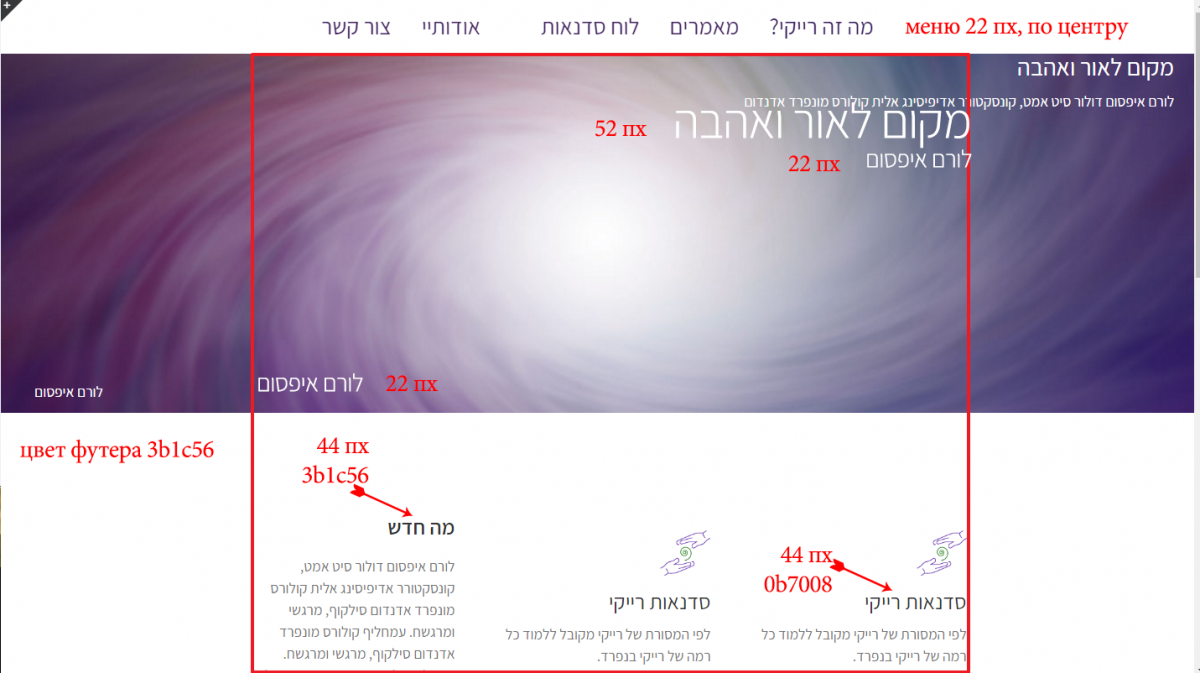 מה זה רייקי? מאמרים לוח סדנאות אודותיי צור קשר
меню 22 пх, по центру
מקום לאור ואהבה
לורם איפסום דולור סיט אמט, קונסקטורר אדיפיסינג אלית קולורס מונפרד אדנדום
מקום לאור ואהבה
52 пх
לורם איפסום
22 пх
לורם איפסום
22 пх
לורם איפסום
цвет футера 3b1c56
44 пх
3b1c56
44 пх
0b7008
סדנאות רייקי
לפי המסורת של רייקי מקובל ללמוד כל
רמה של רייקי בנפרד.
סדנאות רייקי
לפי המסורת של רייקי מקובל ללמוד כל
רמה של רייקי בנפרד.
מה חדש
לורם איפסום דולור סיט אמט,
קונסקטורר אדיפיסינג אלית קולורס
מונפרד אדנדום סילקוף, מרגשי
ומרגשח. עמחליף קולורס מונפרד
אדנדום סילקוף, מרגשי ומרגשח.